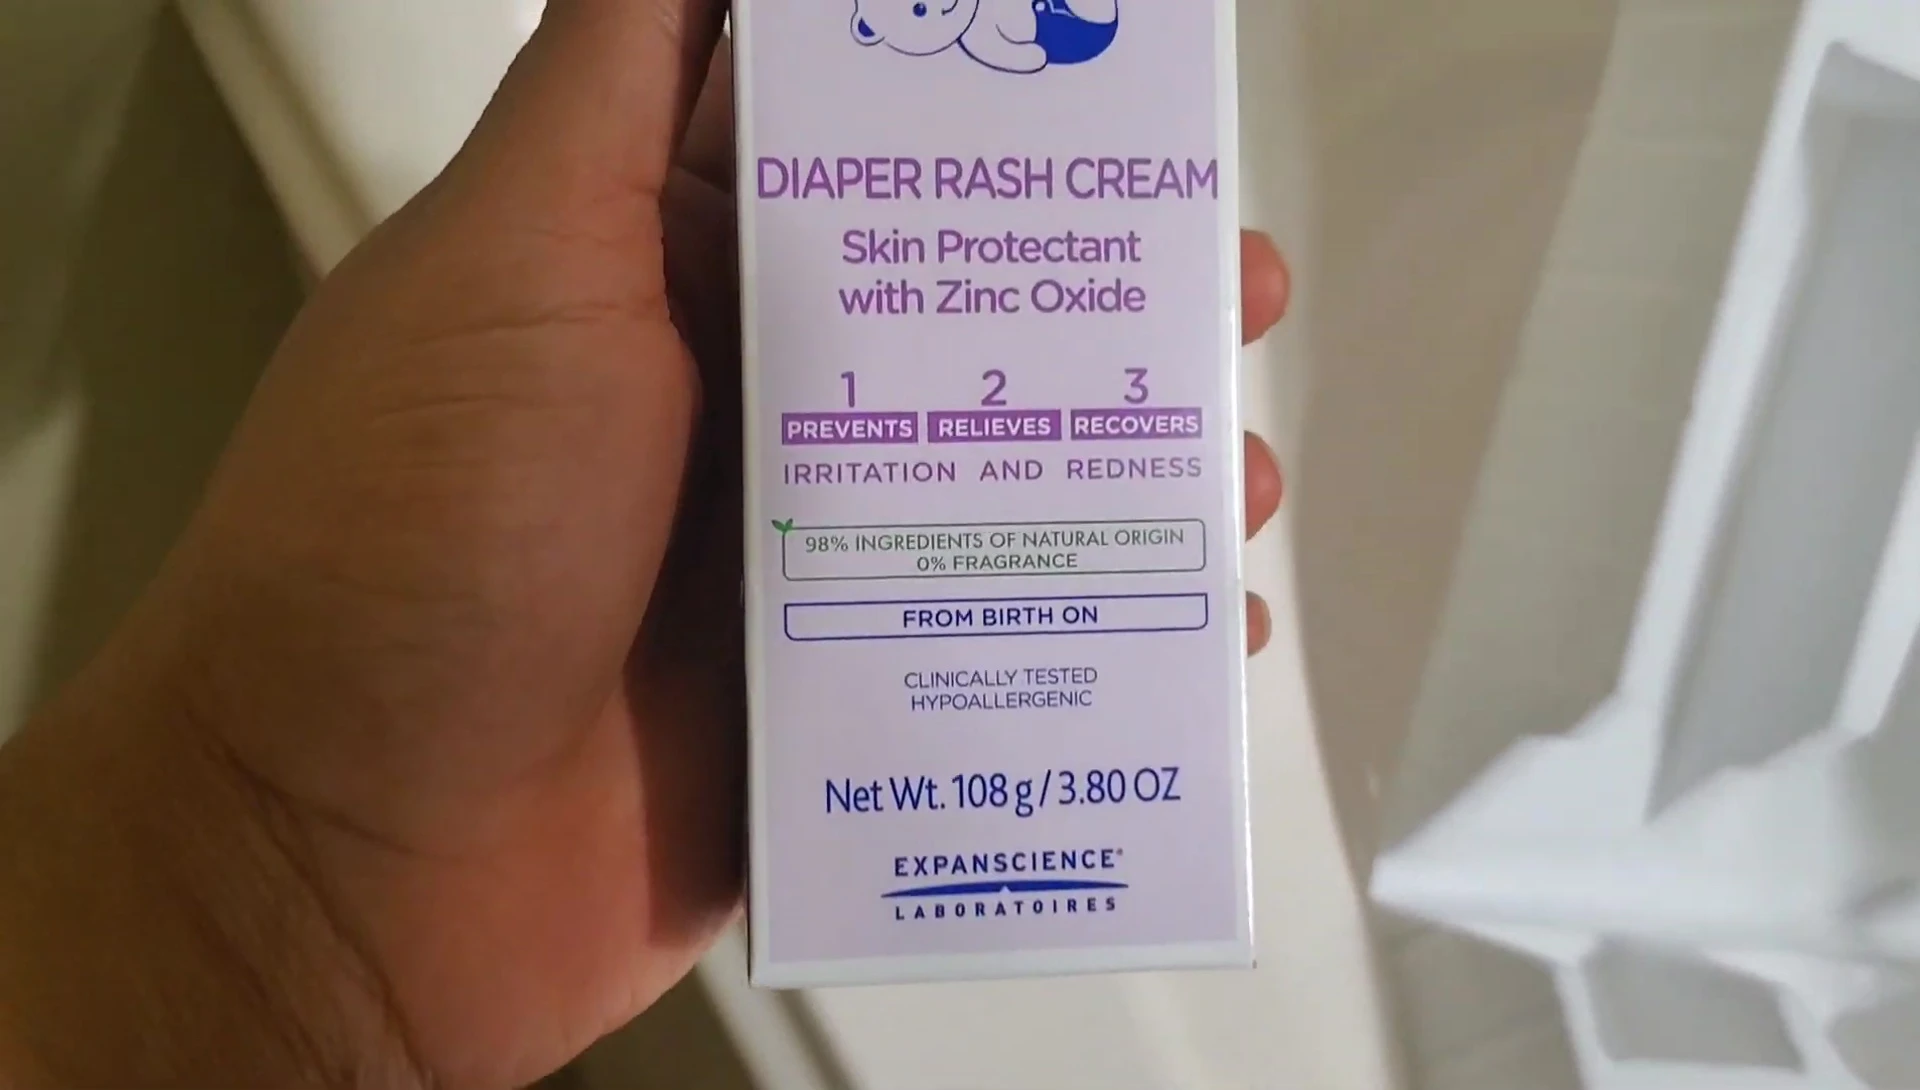 DIAPER RASH CREAM
Skin Protectant
with Zinc Oxide
1 2 3
PREVENTS RELIEVES RECOVERS
IRRITATION AND REDNESS
98% INGREDIENTS OF NATURAL ORIGIN
0% FRAGRANCE
FROM BIRTH ON
CLINICALLY TESTED
HYPOALLERGENIC
Net Wt. 108 g / 3.80 OZ
EXPANSCIENCE®
LABORATOIRES